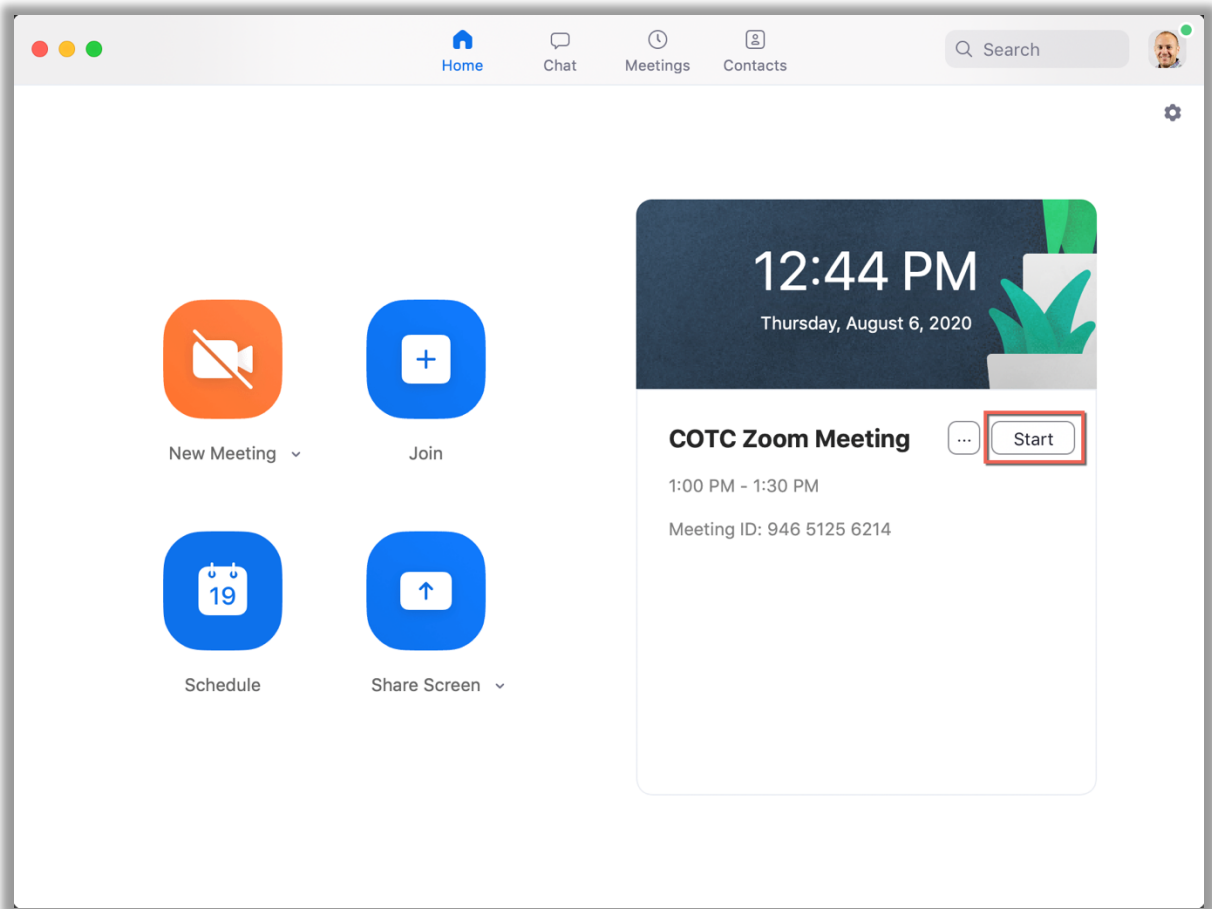 Home
Chat
Meetings
Contacts
Search
12:44 PM
Thursday, August 6, 2020
COTC Zoom Meeting
...
Start
1:00 PM - 1:30 PM
Meeting ID: 946 5125 6214
New Meeting
Join
19
Schedule
Share Screen